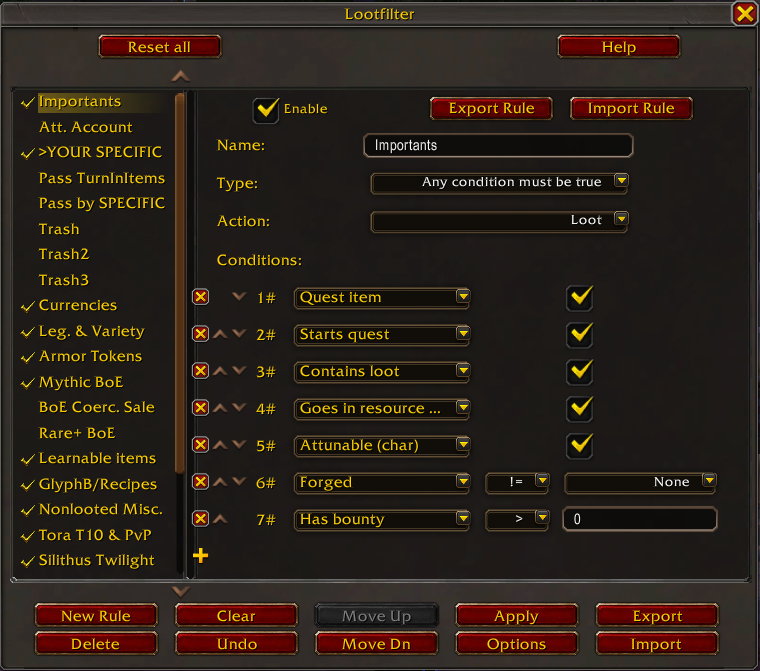 Lootfilter
Reset all
Help
Importants
Att. Account
>YOUR SPECIFIC
Pass TurnInItems
Pass by SPECIFIC
Trash
Trash2
Trash3
Currencies
Leg. & Variety
Armor Tokens
Mythic BoE
BoE Coerc. Sale
Rare+ BoE
Learnable items
GlyphB/Recipes
Nonlooted Misc.
Tora T10 & PvP
Silithus Twilight
Enable
Export Rule
Import Rule
Name: Importants
Type: Any condition must be true
Action: Loot
Conditions:
1# Quest item
2# Starts quest
3# Contains loot
4# Goes in resource ...
5# Attunable (char)
6# Forged != None
7# Has bounty > 0
New Rule Clear Move Up Apply Export
Delete Undo Move Dn Options Import